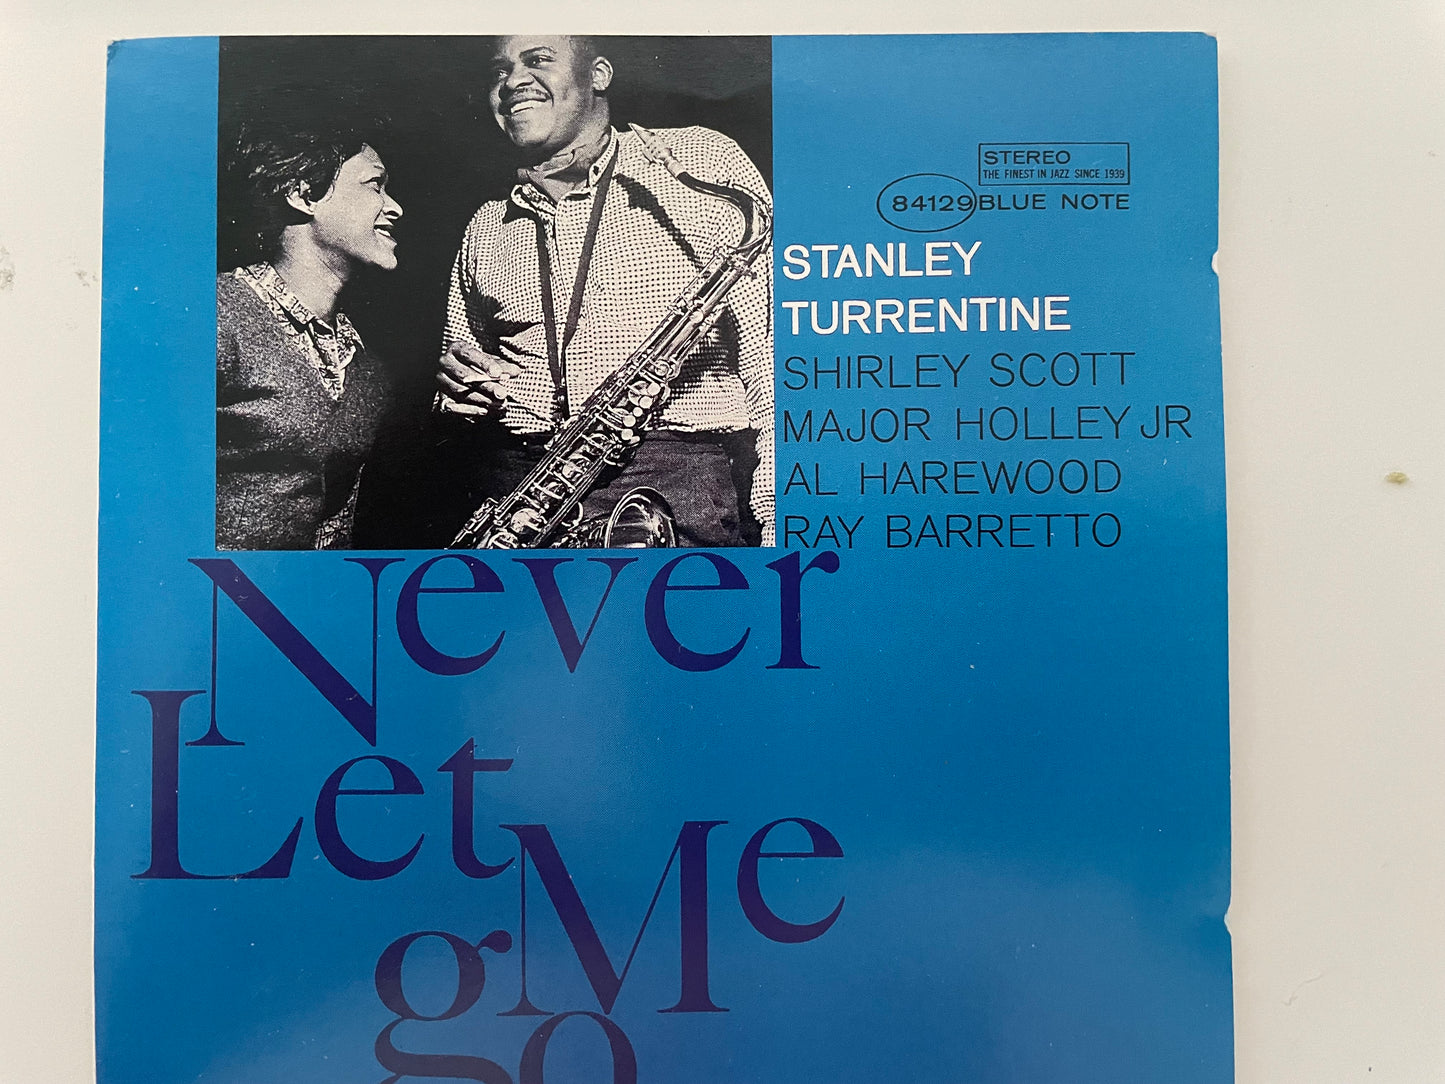 STEREO
THE FINEST IN JAZZ SINCE 1939
84129 BLUE NOTE
STANLEY
TURRENTINE
SHIRLEY SCOTT
MAJOR HOLLEY JR
AL HAREWOOD
RAY BARRETTO
Never
Let
Me
go